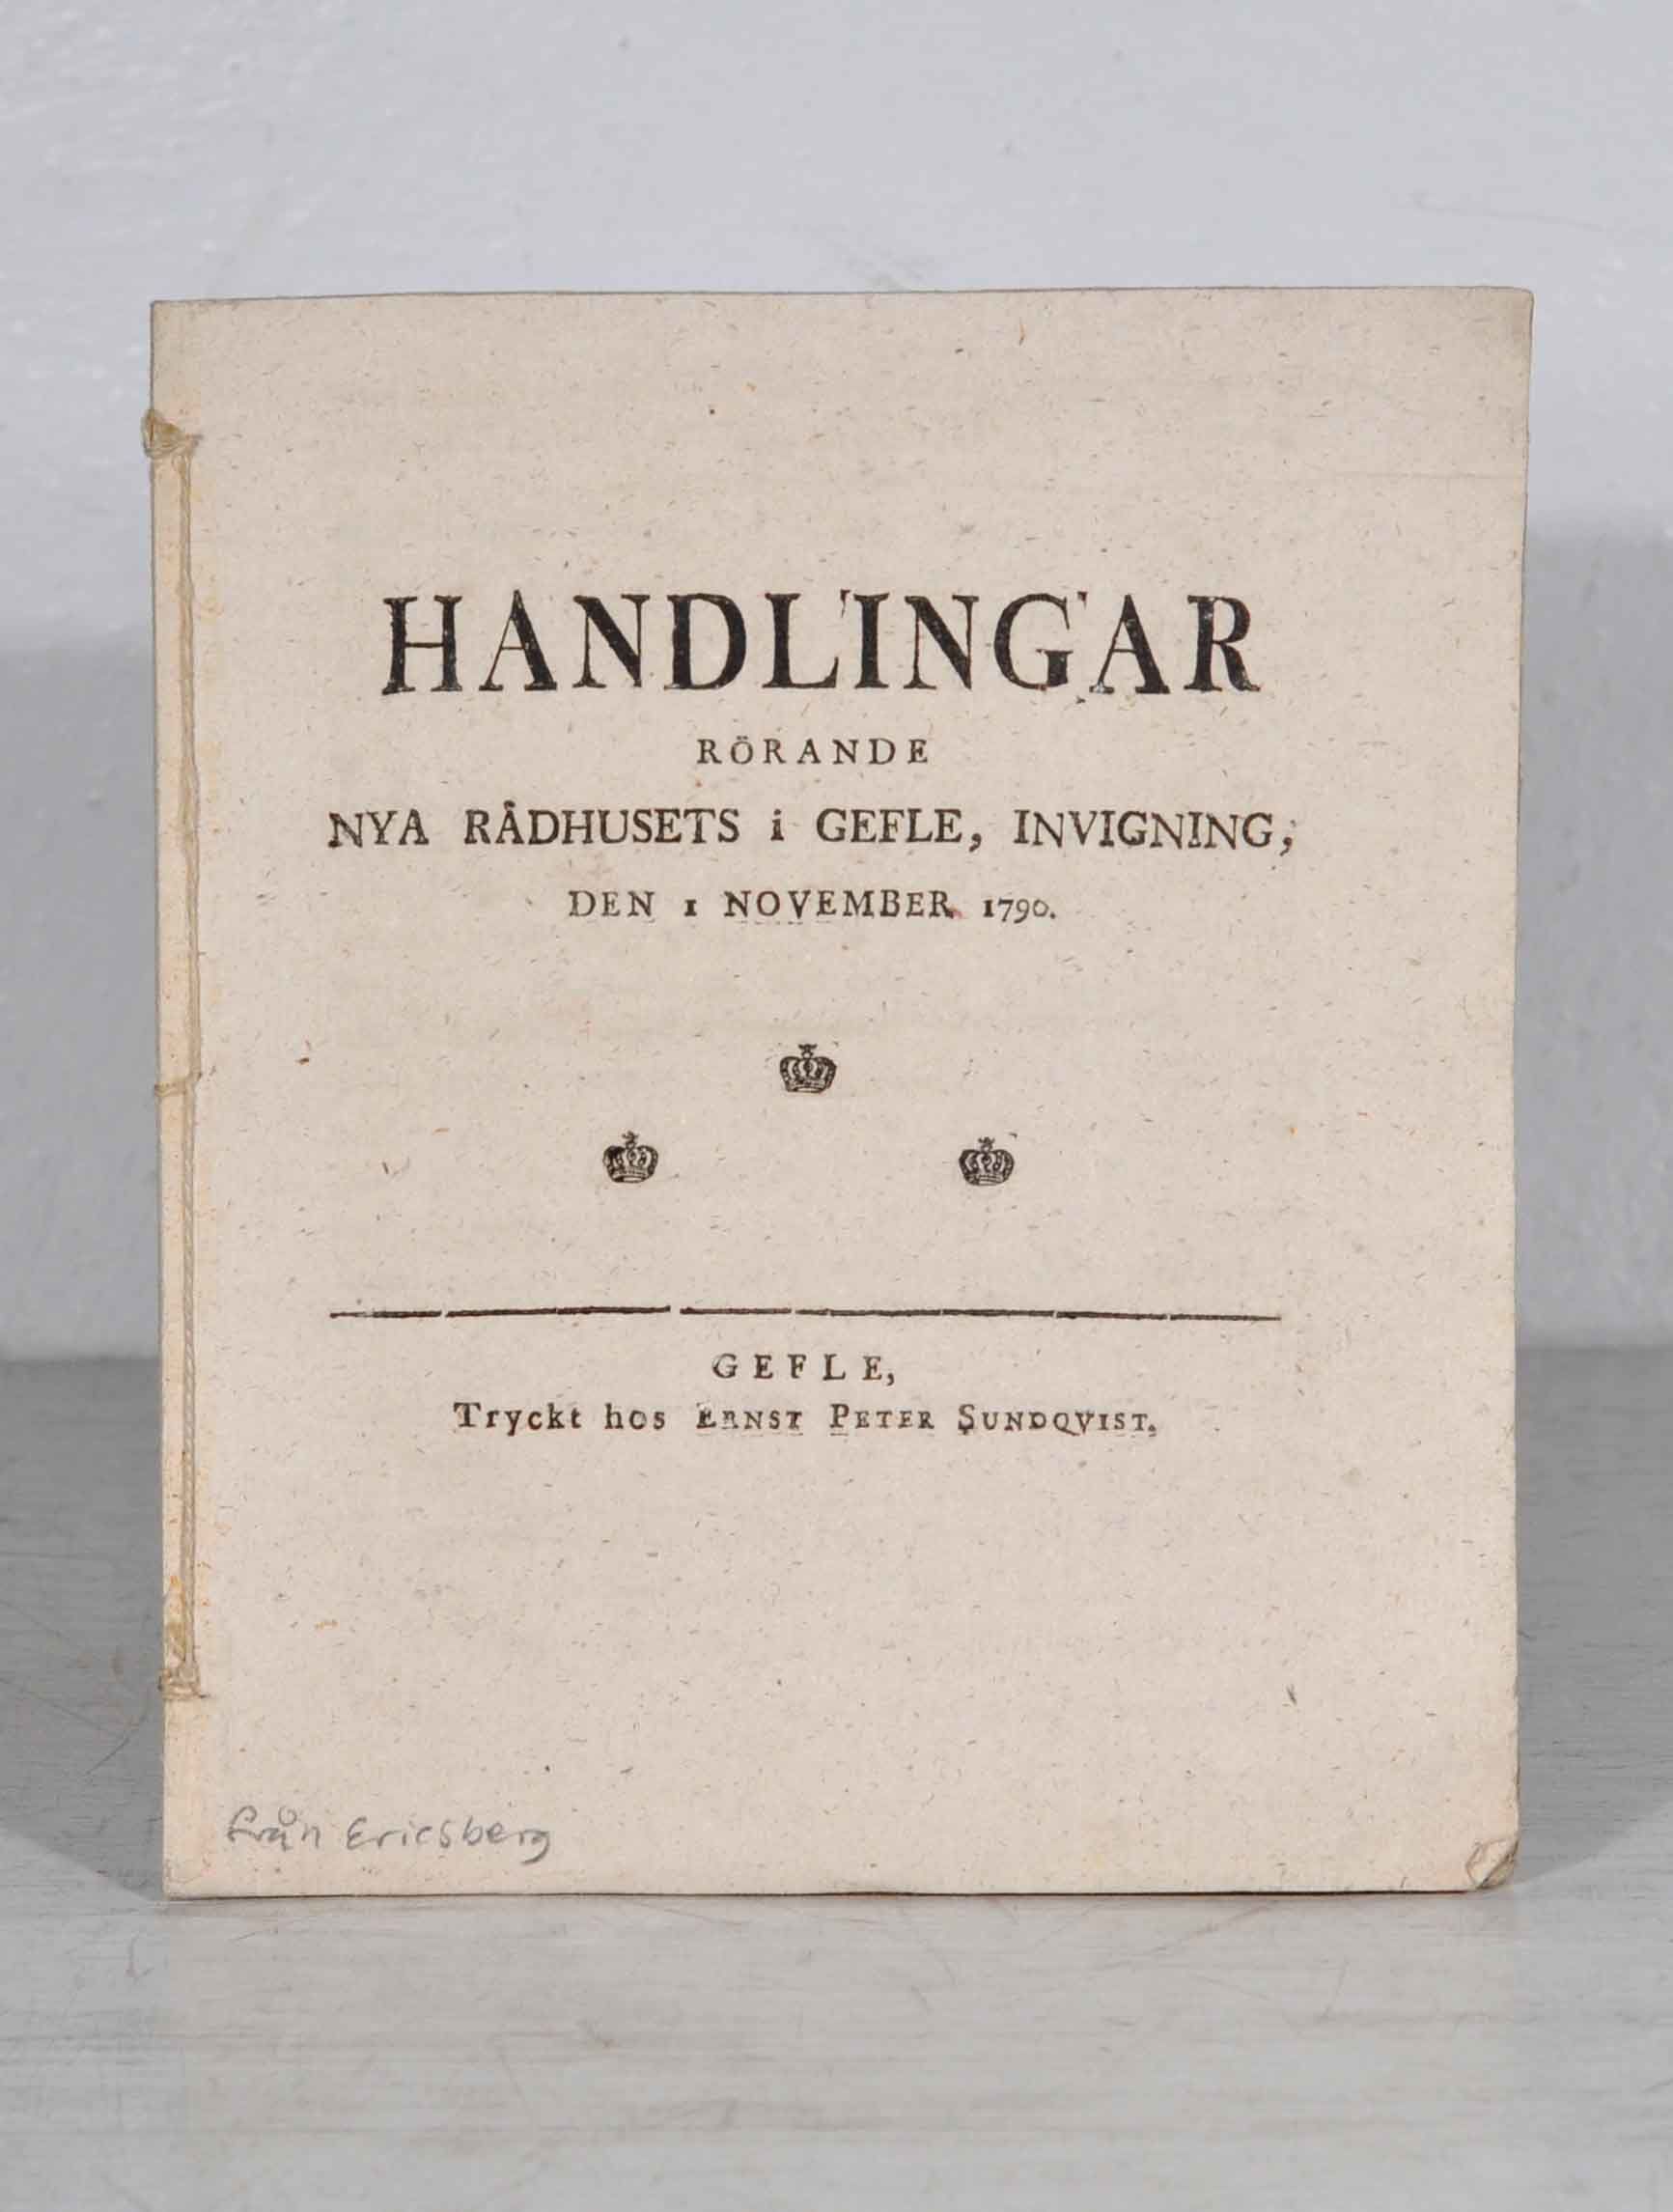 HANDLINGAR
RÖRANDE
NYA RÅDHUSETS i GEFLE, INVIGNING,
DEN 1 NOVEMBER 1790.
GEFLE,
Tryckt hos ERNST PETER SUNDQVIST.
från Ericsberg